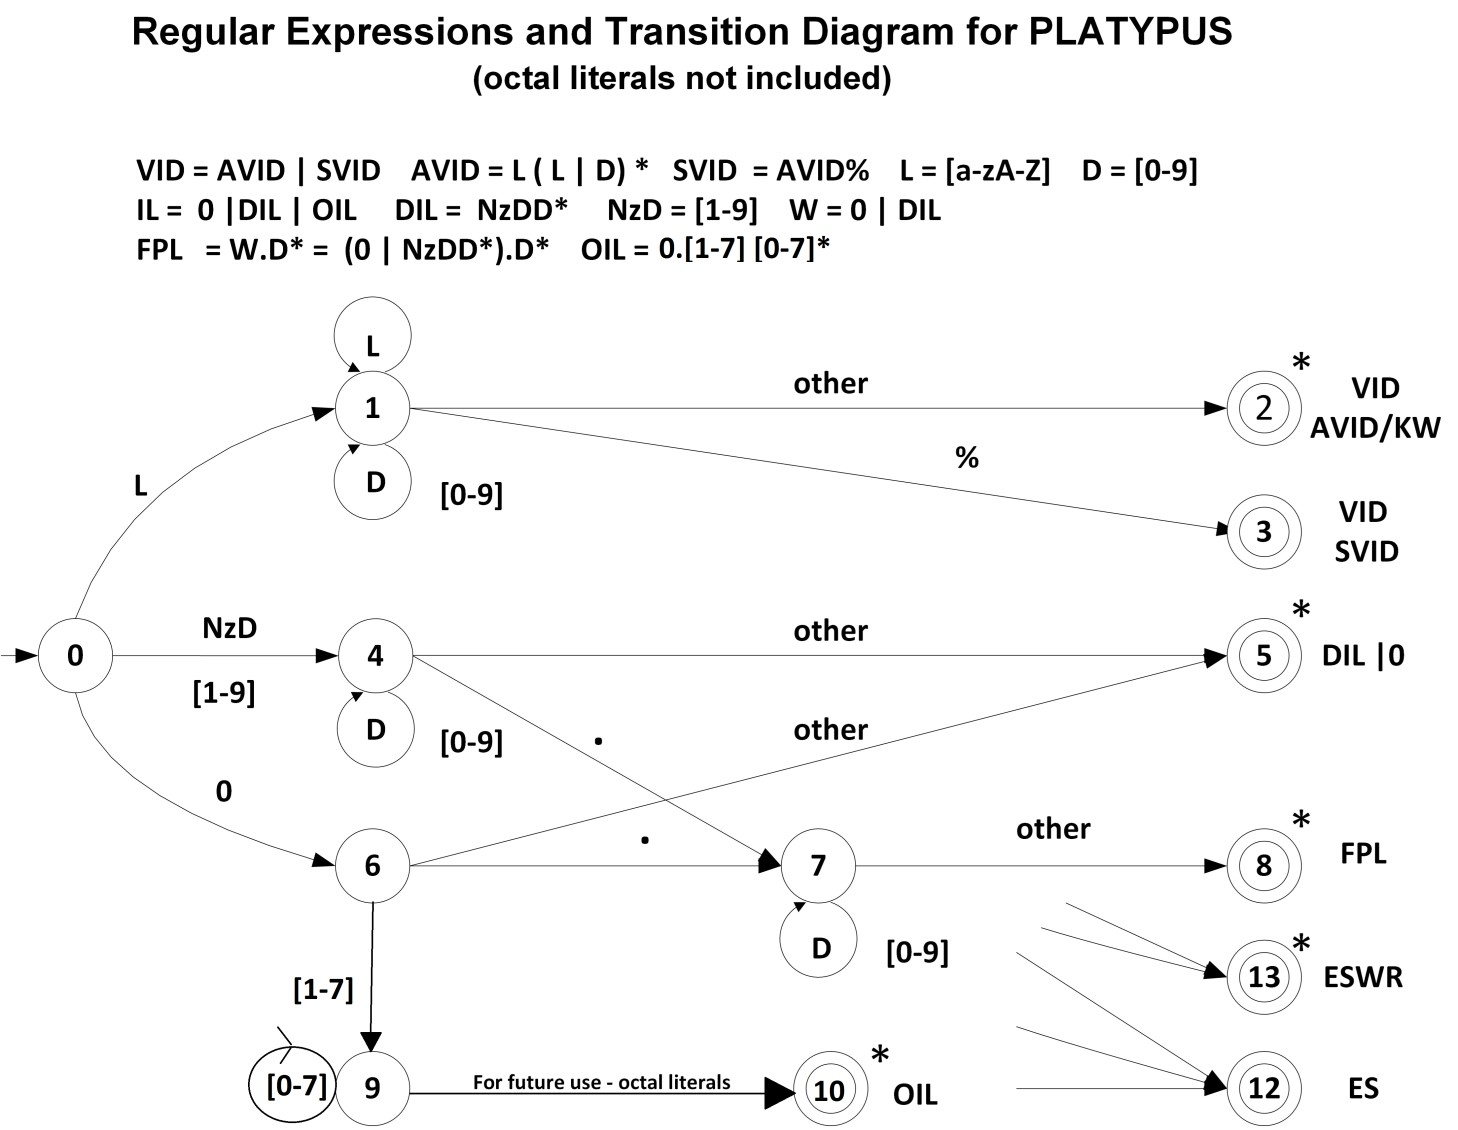 Regular Expressions and Transition Diagram for PLATYPUS
(octal literals not included)
VID = AVID | SVID AVID = L ( L | D) * SVID = AVID% L = [a-zA-Z] D = [0-9]
IL = 0 |DIL | OIL DIL = NzDD* NzD = [1-9] W = 0 | DIL
FPL = W.D* = (0 | NzDD*).D* OIL = 0.[1-7] [0-7]*
L
1
other
2
*
VID
AVID/KW
D
[0-9]
%
L
3
VID
SVID
0
NzD
[1-9]
4
other
5
*
DIL |0
D
[0-9]
.
other
0
6
.
7
other
8
*
FPL
D
[0-9]
13
*
ESWR
[1-7]
[0-7]
9
For future use - octal literals
10
*
OIL
12
ES